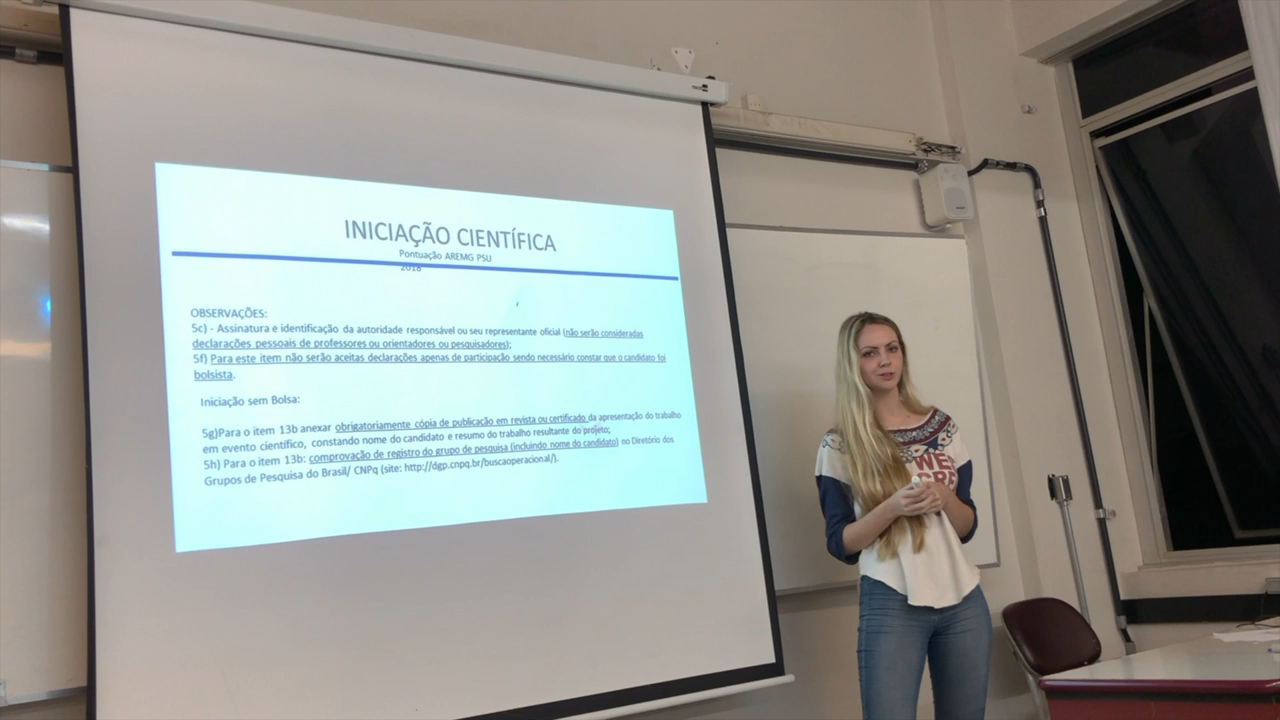 INICIAÇÃO CIENTÍFICA
Pontuação AREMG PSU
2018
OBSERVAÇÕES:
5c) - Assinatura e identificação da autoridade responsável ou seu representante oficial (não serão consideradas
declarações pessoais de professores ou orientadores ou pesquisadores);
5f) Para este item não serão aceitas declarações apenas de participação sendo necessário constar que o candidato foi
bolsista.
Iniciação sem Bolsa:
5g)Para o item 13b anexar obrigatoriamente cópia de publicação em revista ou certificado da apresentação do trabalho
em evento científico, constando nome do candidato e resumo do trabalho resultante do projeto;
5h) Para o item 13b: comprovação de registro do grupo de pesquisa (incluindo nome do candidato) no Diretório dos
Grupos de Pesquisa do Brasil/ CNPq (site: http://dgp.cnpq.br/buscaoperacional/).
WE